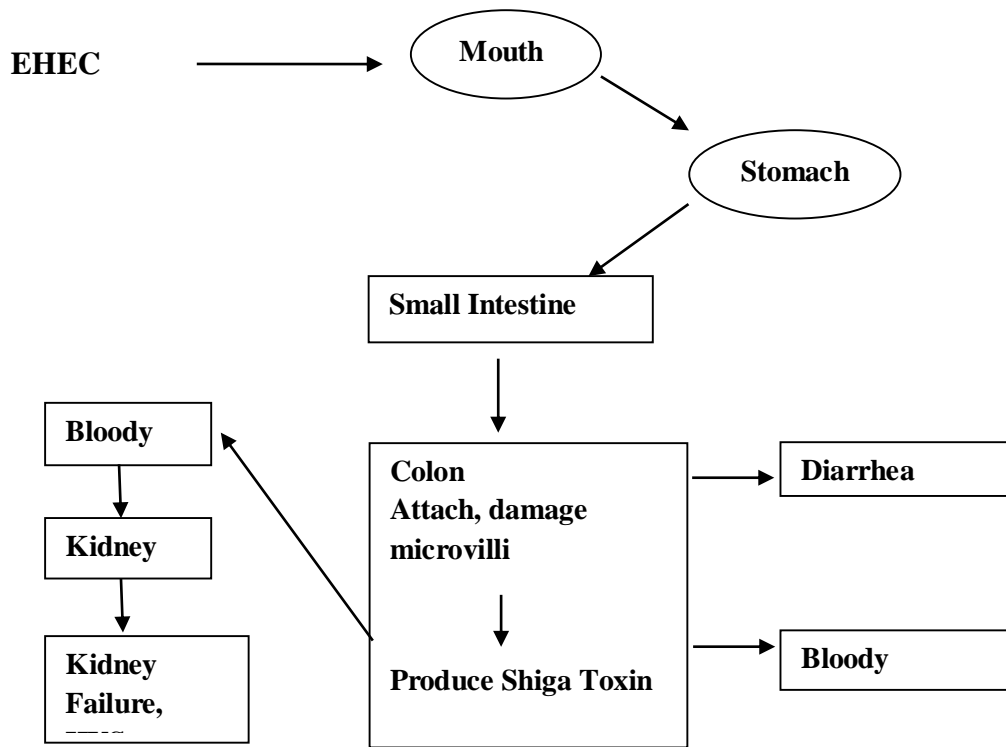 EHEC
Mouth
Stomach
Small Intestine
Colon
Attach, damage
microvilli
Produce Shiga Toxin
Diarrhea
Bloody
Bloody
Kidney
Kidney
Failure,